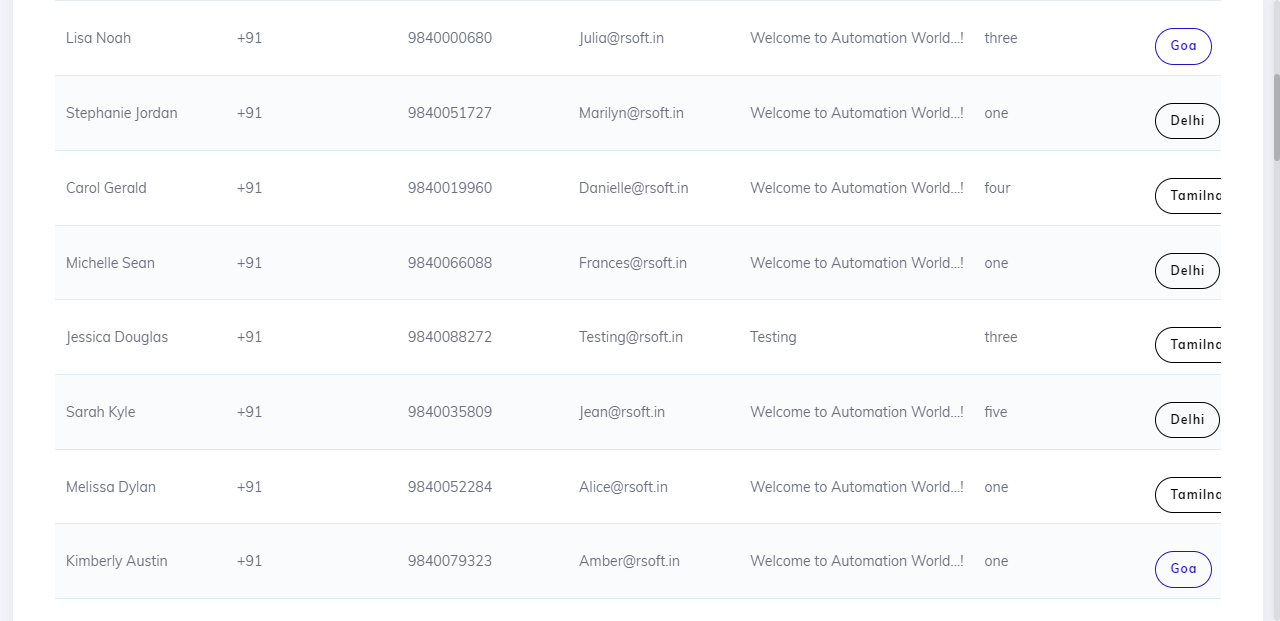 Lisa Noah +91 9840000680 Julia@rsoft.in Welcome to Automation World...! three Goa
Stephanie Jordan +91 9840051727 Marilyn@rsoft.in Welcome to Automation World...! one Delhi
Carol Gerald +91 9840019960 Danielle@rsoft.in Welcome to Automation World...! four Tamilna
Michelle Sean +91 9840066088 Frances@rsoft.in Welcome to Automation World...! one Delhi
Jessica Douglas +91 9840088272 Testing@rsoft.in Testing three Tamilna
Sarah Kyle +91 9840035809 Jean@rsoft.in Welcome to Automation World...! five Delhi
Melissa Dylan +91 9840052284 Alice@rsoft.in Welcome to Automation World...! one Tamilna
Kimberly Austin +91 9840079323 Amber@rsoft.in Welcome to Automation World...! one Goa